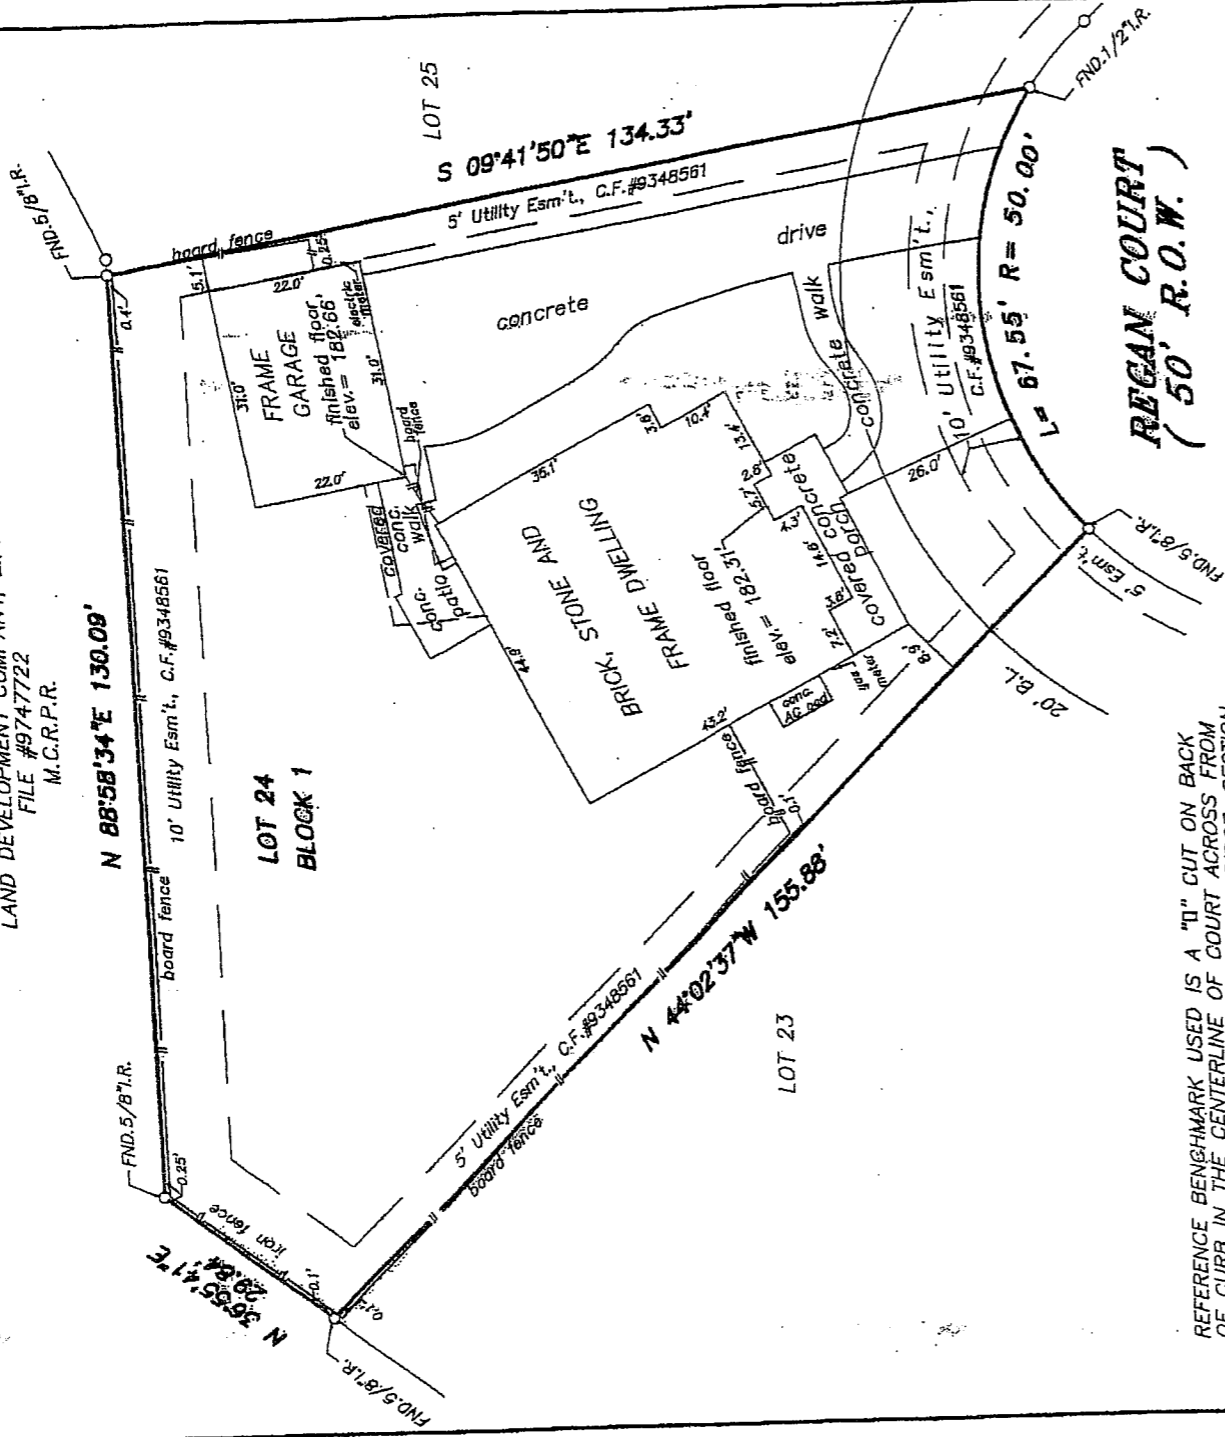 LAND DEVELOPMENT
FILE #9747722
M.C.R.P.R.
N 88°58'34"E 130.09'
10' Utility Esm't., C.F.#9348561
board fence
LOT 24
BLOCK 1
FND.5/8"I.R.
0.25'
N 36°55'41"E
29.84'
iron fence
0.1'
FND.5/8"I.R.
FND.5/8"I.R.
0.4'
board fence
5.1'
0.25'
LOT 25
S 09°41'50"E 134.33'
5' Utility Esm't., C.F.#9348561
22.0'
31.0'
FRAME
GARAGE
finished floor
elev.= 182.66'
electric
meter
31.0'
22.0'
board
fence
concrete
drive
walk
concrete
covered
conc.
walk
conc.
patio
36.1'
3.6'
10.4'
13.4'
2.8'
5.7'
4.3'
14.8'
3.8'
7.2'
8.9'
44.9'
43.2'
26.0'
BRICK, STONE AND
FRAME DWELLING
finished floor
elev.= 182.31'
concrete
covered conc.
porch
gas
meter
conc.
AC pad
board fence
0.1'
10' Utility Esm't.,
C.F.#9348561
L= 67.55' R= 50.00'
REGAN COURT
( 50' R.O.W. )
FND.1/2"I.R.
FND.5/8"I.R.
5' Esm't.
20' B.L.
N 44°02'37"W 155.88'
5' Utility Esm't., C.F.#9348561
board fence
LOT 23
REFERENCE BENCHMARK USED IS A "□" CUT ON BACK
OF CURB IN THE CENTERLINE OF COURT ACROSS FROM